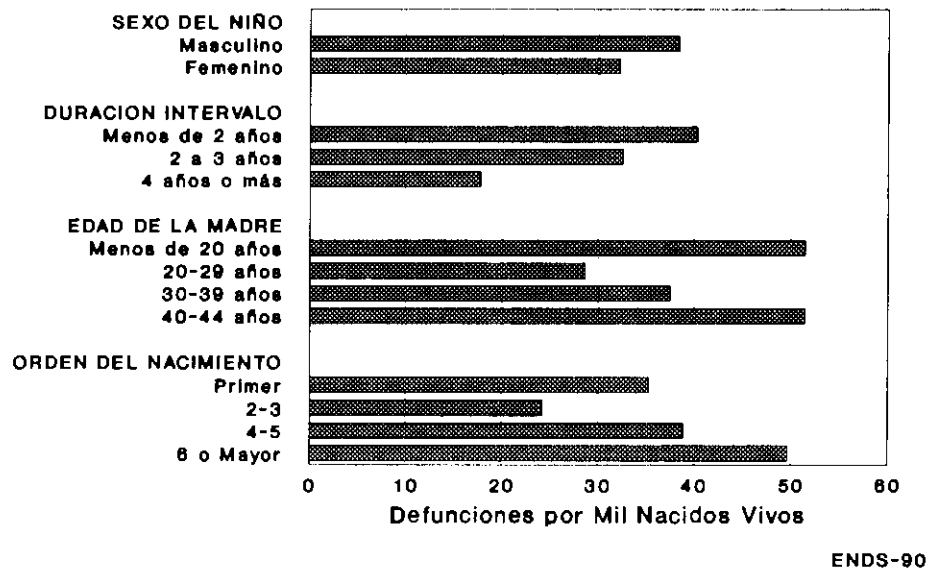 SEXO DEL NIÑO
Masculino
Femenino
DURACION INTERVALO
Menos de 2 años
2 a 3 años
4 años o más
EDAD DE LA MADRE
Menos de 20 años
20-29 años
30-39 años
40-44 años
ORDEN DEL NACIMIENTO
Primer
2-3
4-5
6 o Mayor
0 10 20 30 40 50 60
Defunciones por Mil Nacidos Vivos
ENDS-90